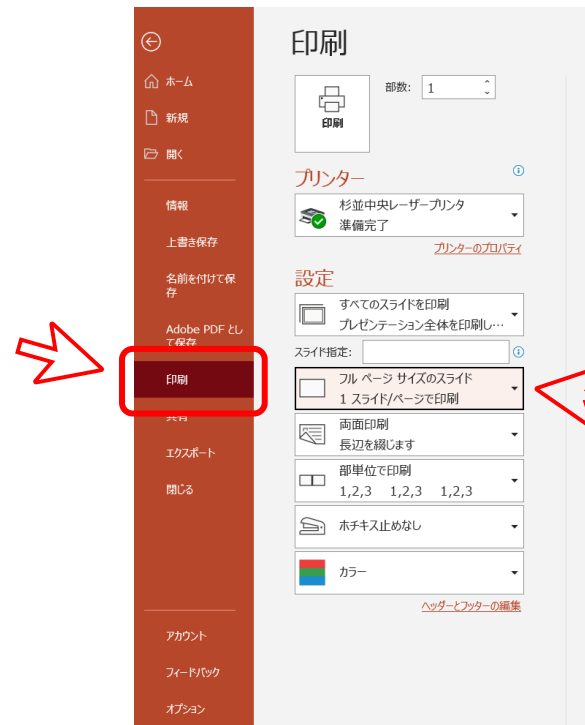 ホーム
新規
開く
情報
上書き保存
名前を付けて保
存
Adobe PDF とし
て保存
印刷
共有
エクスポート
閉じる
アカウント
フィードバック
オプション
印刷
印刷
部数: 1
プリンター
杉並中央レーザープリンタ
準備完了
プリンターのプロパティ
設定
すべてのスライドを印刷
プレゼンテーション全体を印刷し…
スライド指定:
フル ページ サイズのスライド
1 スライド/ページで印刷
両面印刷
長辺を綴じます
部単位で印刷
1,2,3 1,2,3 1,2,3
ホチキス止めなし
カラー
ヘッダーとフッターの編集